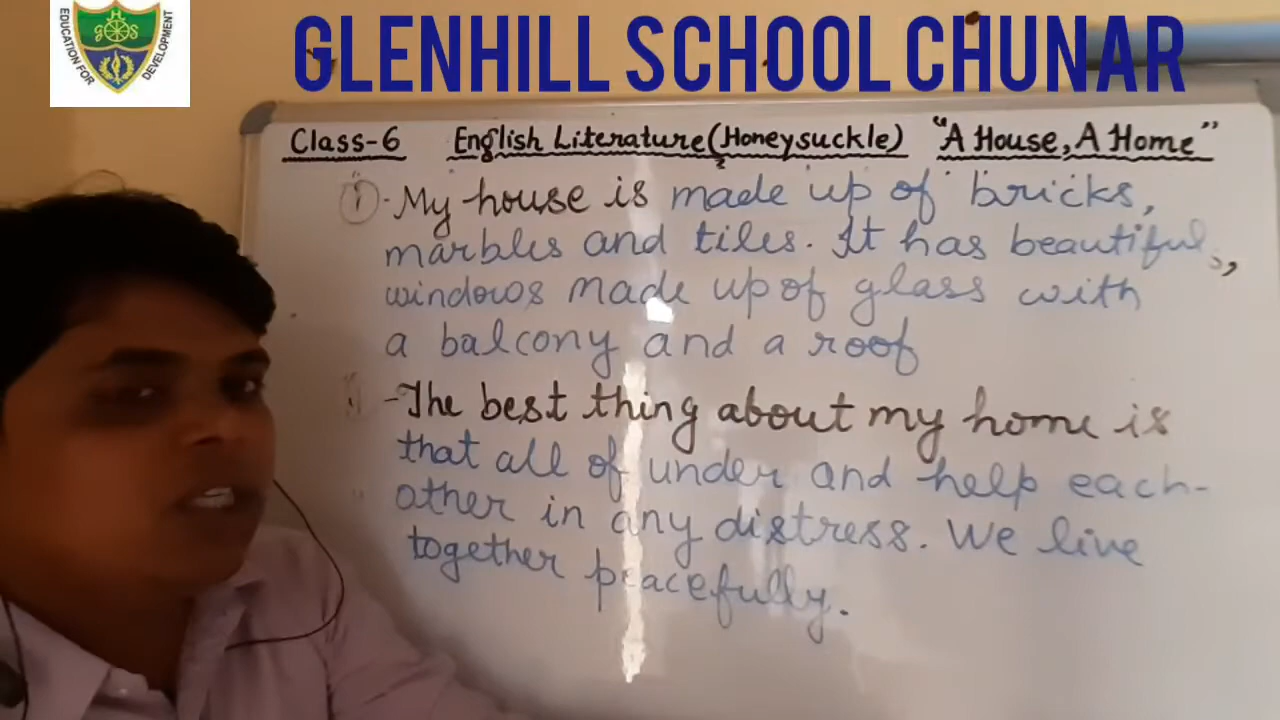 EDUCATION FOR DEVELOPMENT
GHS
GLENHILL SCHOOL CHUNAR
Class-6 English Literature(Honeysuckle) "A House, A Home"
(i). My house is made up of bricks,
marbles and tiles. It has beautiful,
windows made up of glass with
a balcony and a roof
-The best thing about my home is
that all of under and help each-
other in any distress. We live
together peacefully.